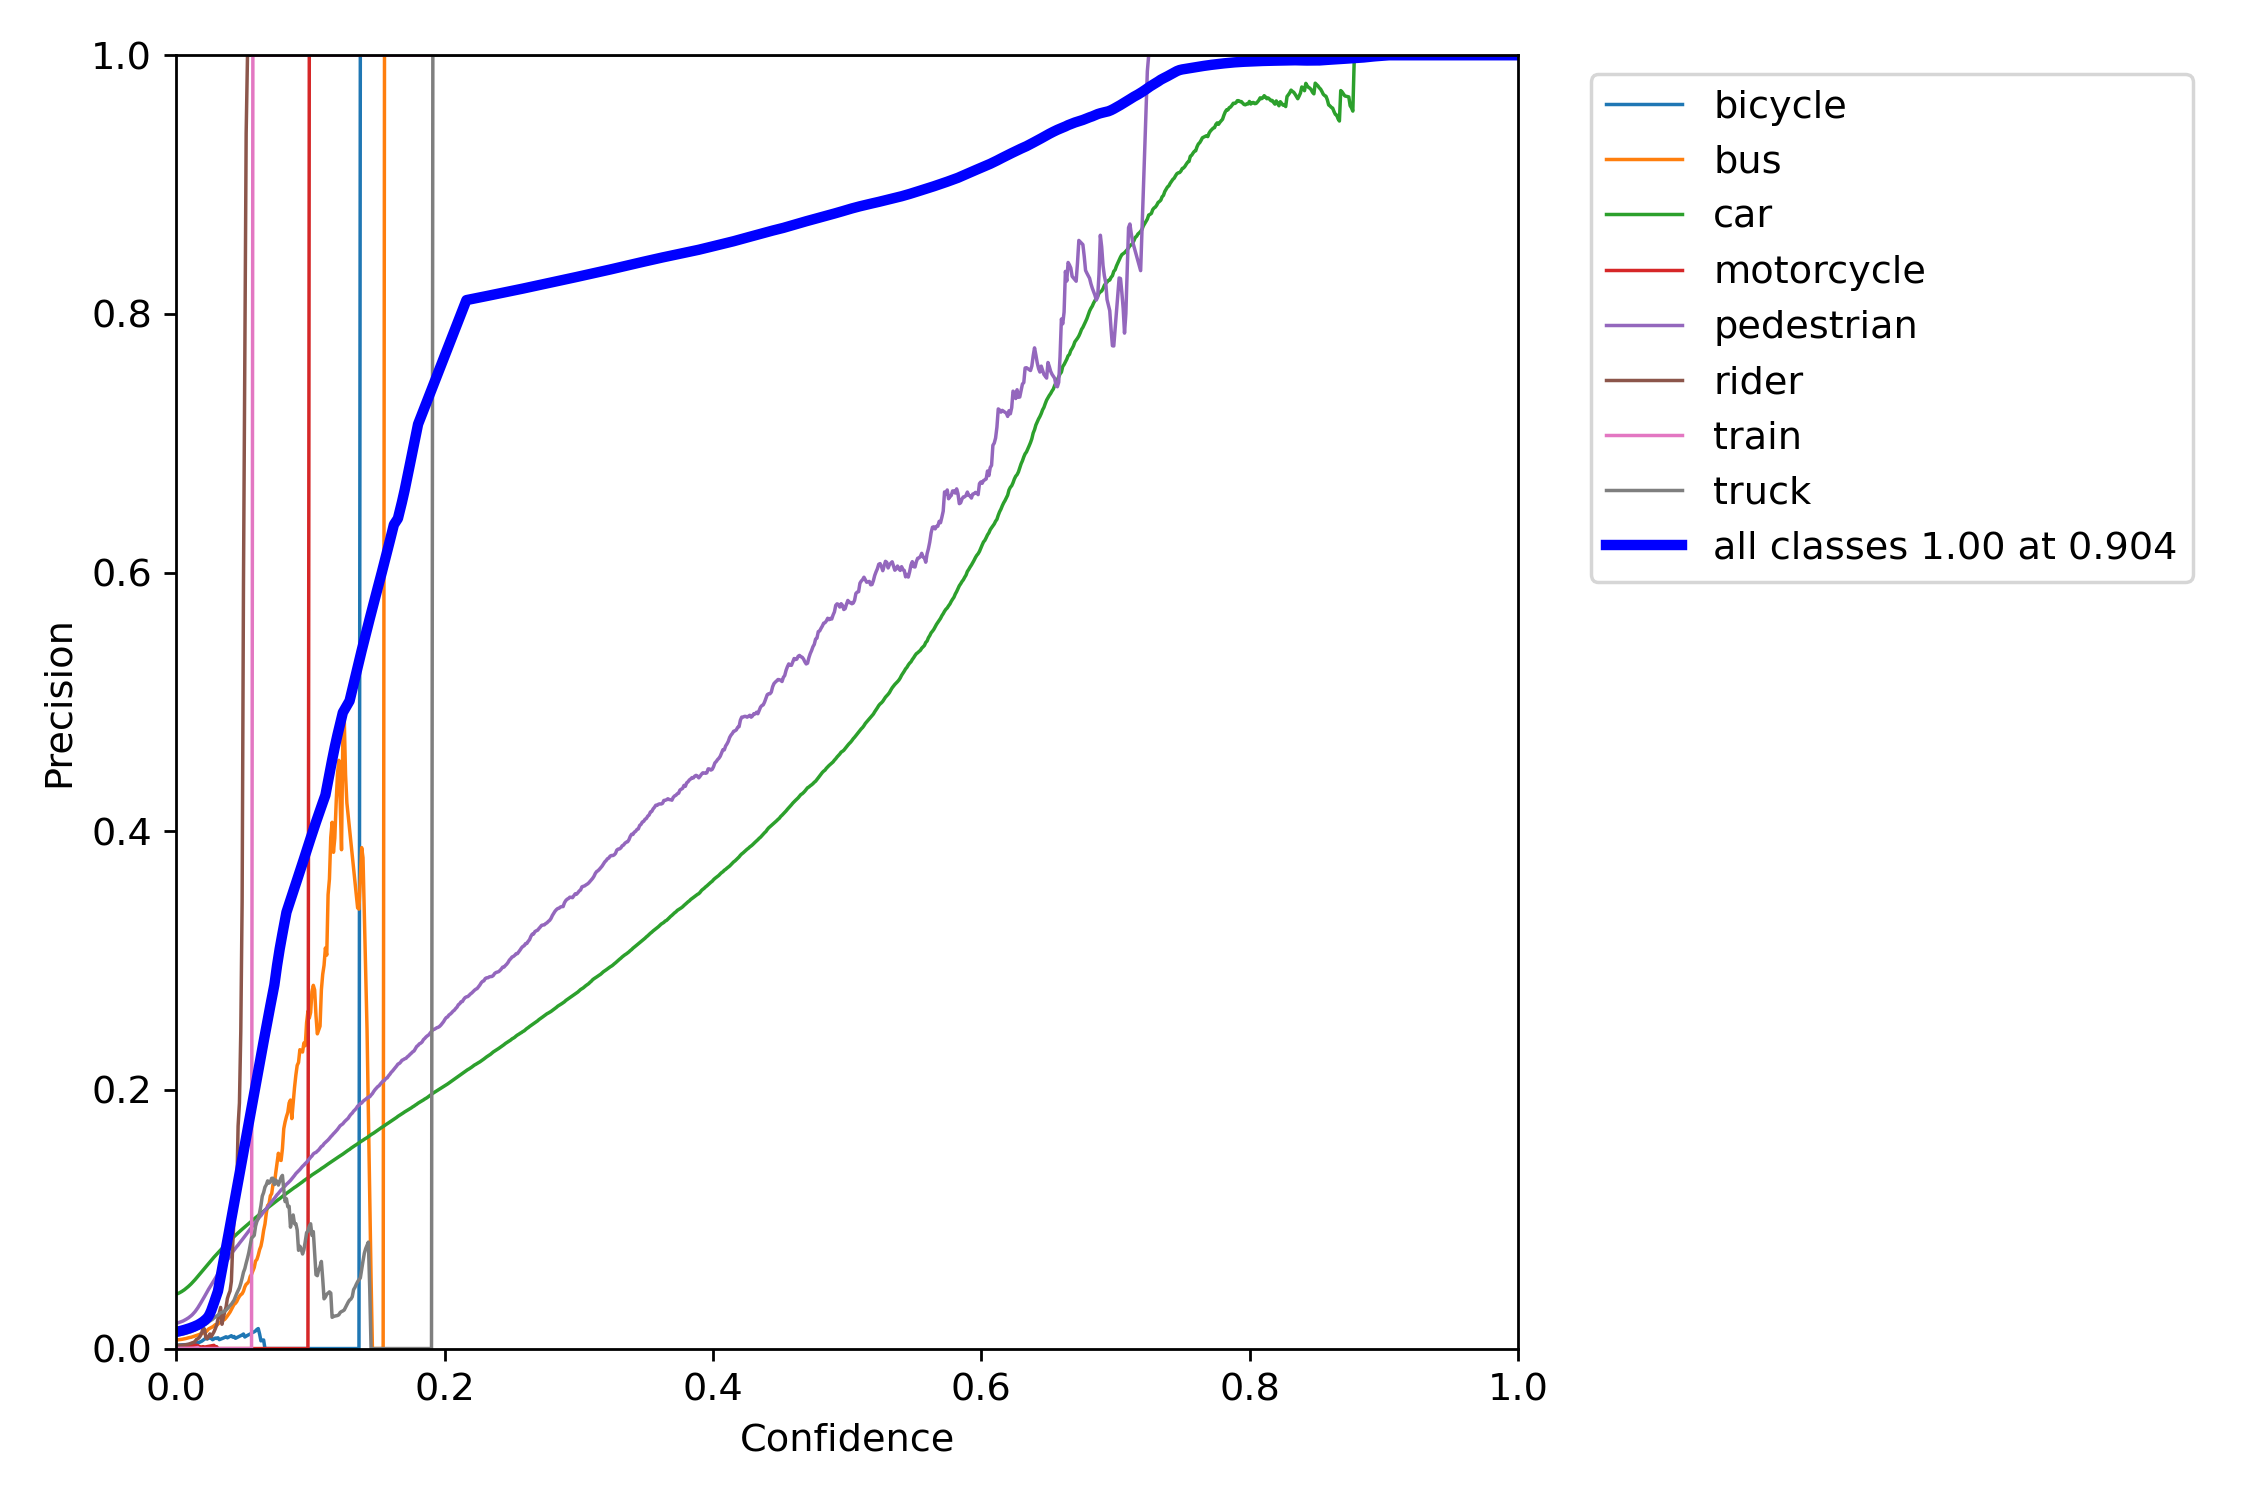 1.0
0.8
0.6
0.4
0.2
0.0
Precision
0.0 0.2 0.4 0.6 0.8 1.0
Confidence
bicycle
bus
car
motorcycle
pedestrian
rider
train
truck
all classes 1.00 at 0.904